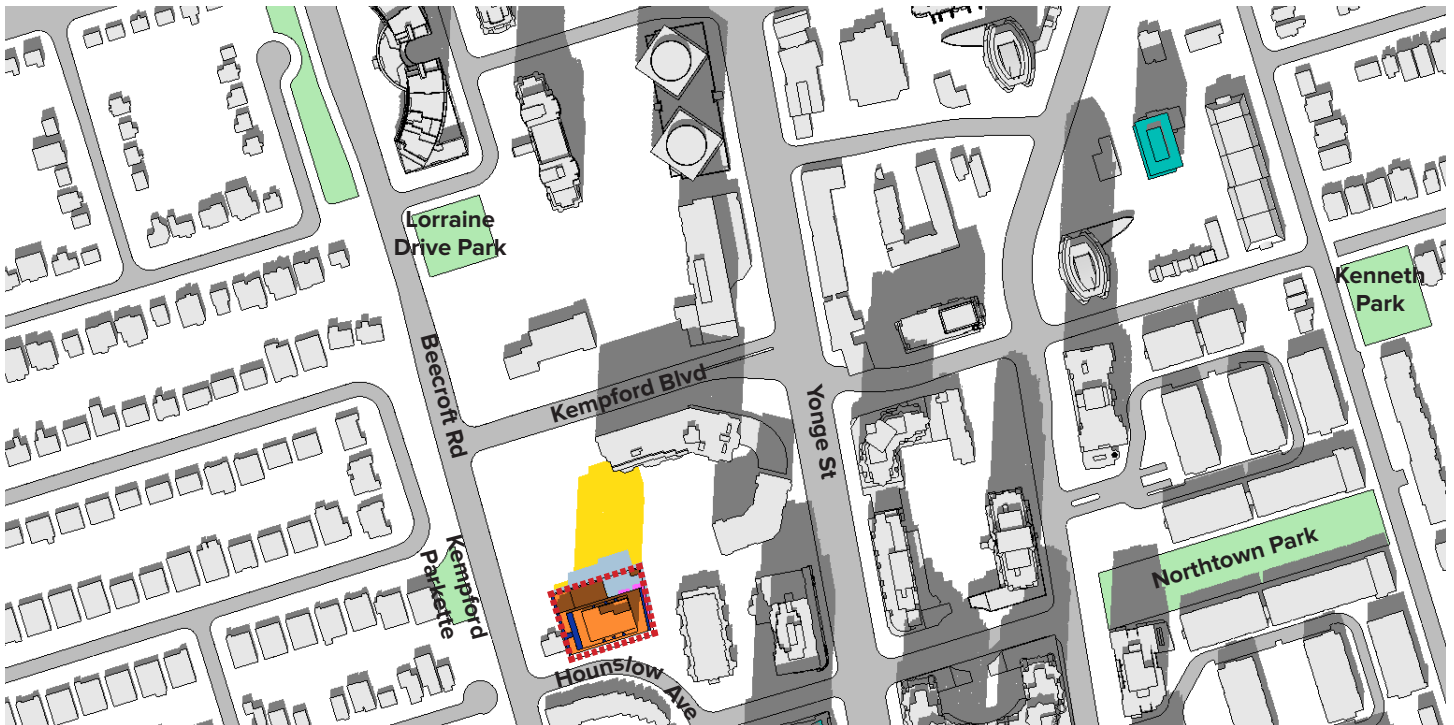 Lorraine
Drive Park
Kenneth
Park
Beecroft Rd
Kempford Blvd
Yonge St
Kempford
Parkette
Northtown Park
Hounslow Ave